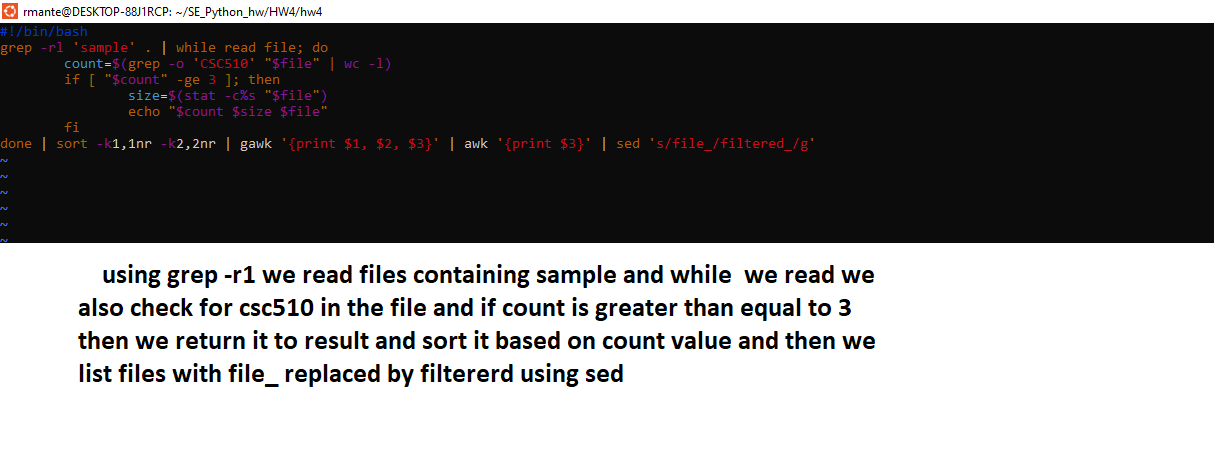 rmante@DESKTOP-88J1RCP: ~/SE_Python_hw/HW4/hw4
#!/bin/bash
grep -rl 'sample' . | while read file; do
        count=$(grep -o 'CSC510' "$file" | wc -l)
        if [ "$count" -ge 3 ]; then
                size=$(stat -c%s "$file")
                echo "$count $size $file"
        fi
done | sort -k1,1nr -k2,2nr | gawk '{print $1, $2, $3}' | awk '{print $3}' | sed 's/file_/filtered_/g'
~
~
~
~
~
~
using grep -r1 we read files containing sample and while  we read we
also check for csc510 in the file and if count is greater than equal to 3
then we return it to result and sort it based on count value and then we
list files with file_ replaced by filtererd using sed